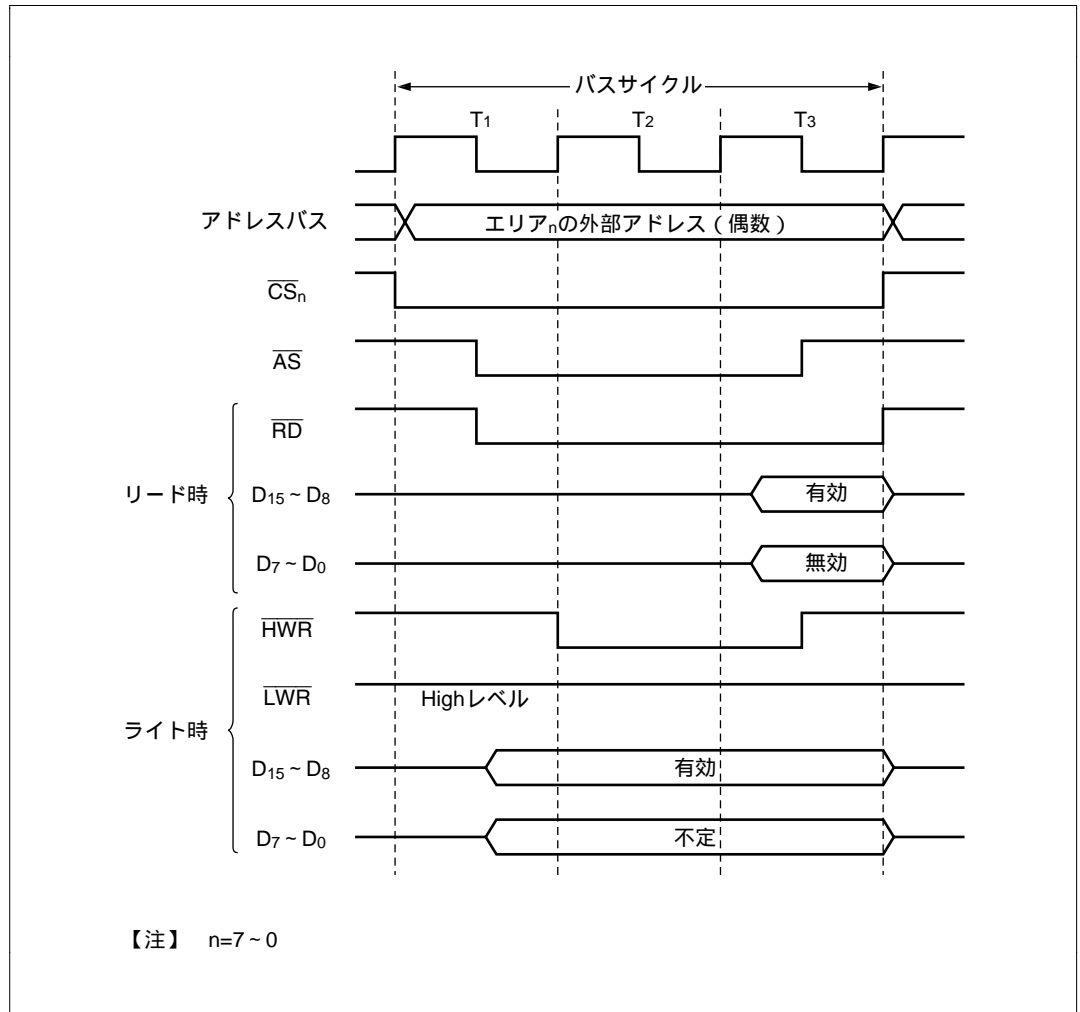 バスサイクル
T1 T2 T3
アドレスバス エリアnの外部アドレス(偶数)
CSn
AS
リード時
RD
D15~D8 有効
D7~D0 無効
ライト時
HWR
LWR Highレベル
D15~D8 有効
D7~D0 不定
【注】 n=7~0